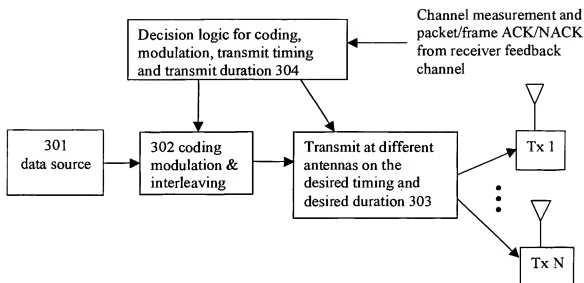 Decision logic for coding,
modulation, transmit timing
and transmit duration 304
Channel measurement and
packet/frame ACK/NACK
from receiver feedback
channel
301
data source
302 coding
modulation &
interleaving
Transmit at different
antennas on the
desired timing and
desired duration 303
Tx 1
Tx N